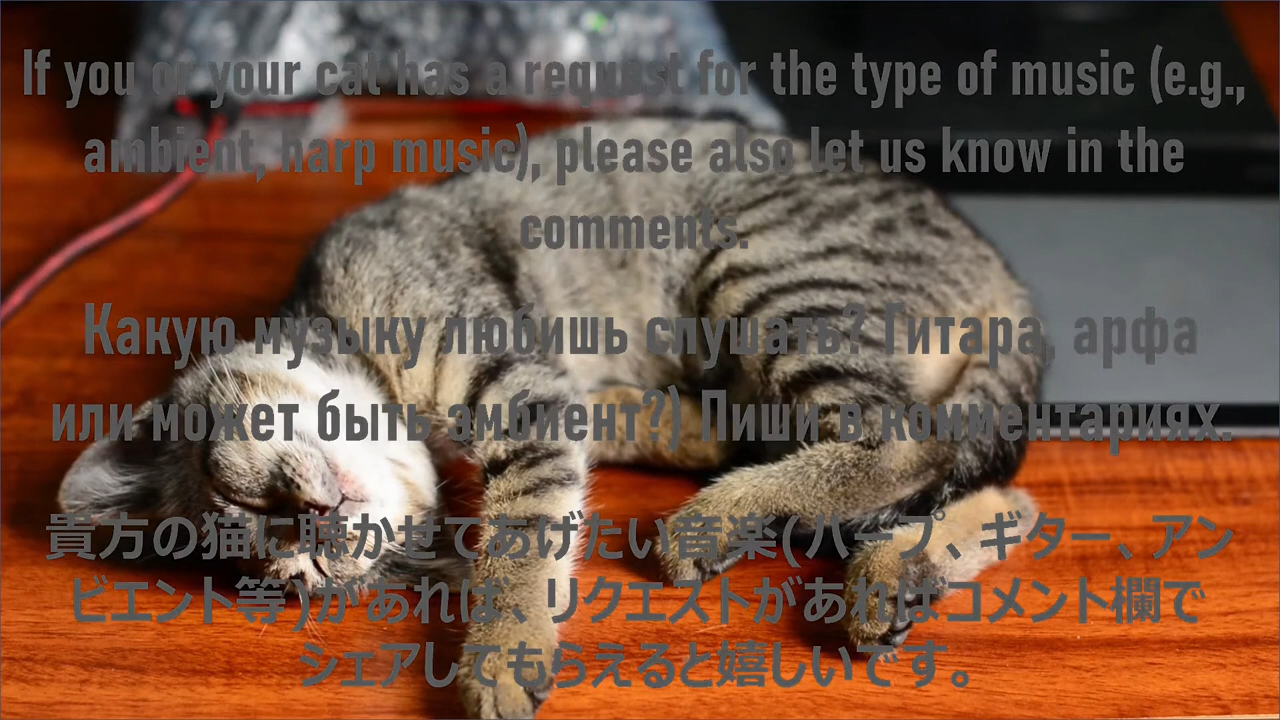 If you or your cat has a request for the type of music (e.g.,
ambient, harp music), please also let us know in the
comments.
Какую музыку любишь слушать? Гитара, арфа
или может быть эмбиент?) Пиши в комментариях.
貴方の猫に聴かせてあげたい音楽(ハープ、ギター、アン
ビエント等)があれば、リクエストがあればコメント欄で
シェアしてもらえると嬉しいです。